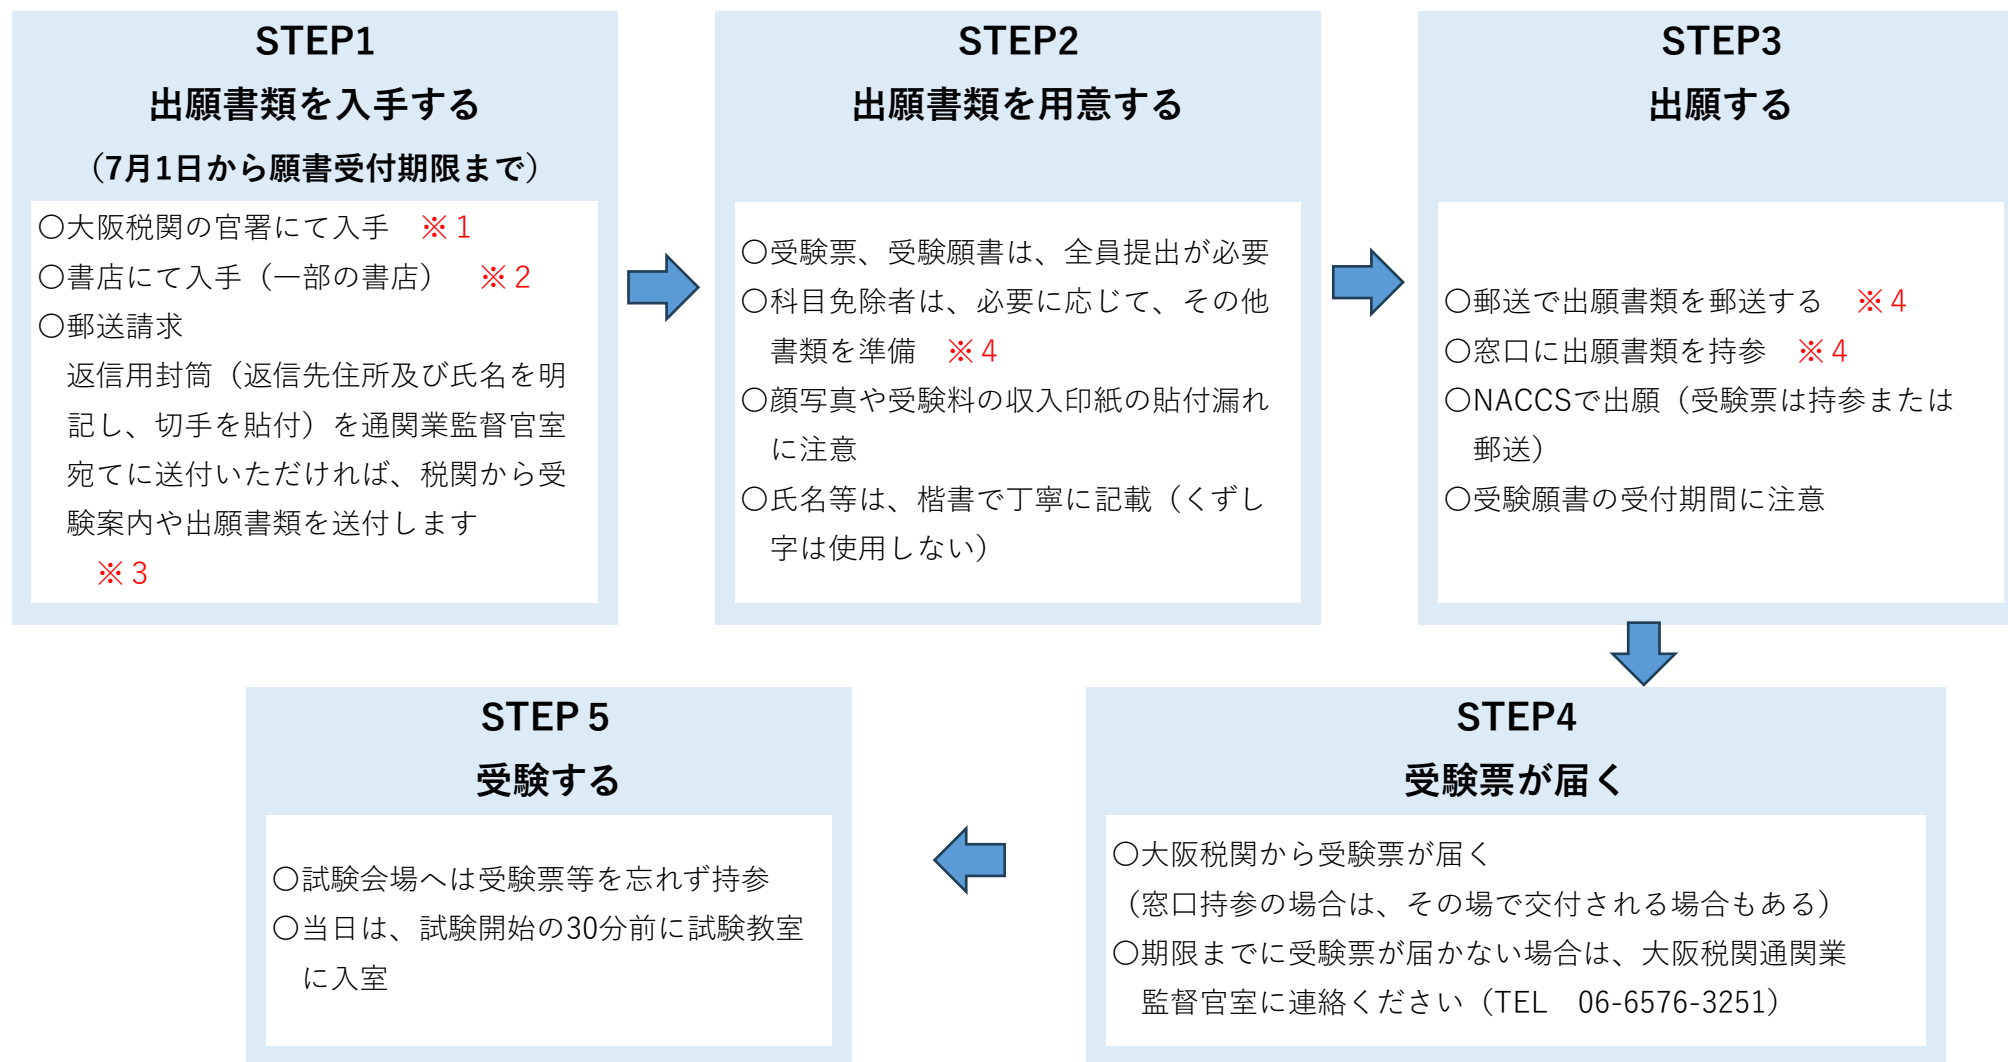 STEP1
出願書類を入手する
（7月1日から願書受付期限まで）
〇大阪税関の官署にて入手　※１
〇書店にて入手（一部の書店）　※２
〇郵送請求
返信用封筒（返信先住所及び氏名を明
記し、切手を貼付）を通関業監督官室
宛てに送付いただければ、税関から受
験案内や出願書類を送付します
※３
STEP2
出願書類を用意する
〇受験票、受験願書は、全員提出が必要
〇科目免除者は、必要に応じて、その他
書類を準備　※４
〇顔写真や受験料の収入印紙の貼付漏れ
に注意
〇氏名等は、楷書で丁寧に記載（くずし
字は使用しない）
STEP3
出願する
〇郵送で出願書類を郵送する　※４
〇窓口に出願書類を持参　※４
〇NACCSで出願（受験票は持参または
郵送）
〇受験願書の受付期間に注意
STEP4
受験票が届く
〇大阪税関から受験票が届く
（窓口持参の場合は、その場で交付される場合もある）
〇期限までに受験票が届かない場合は、大阪税関通関業
監督官室に連絡ください（TEL　06-6576-3251）
STEP５
受験する
〇試験会場へは受験票等を忘れず持参
〇当日は、試験開始の30分前に試験教室
に入室